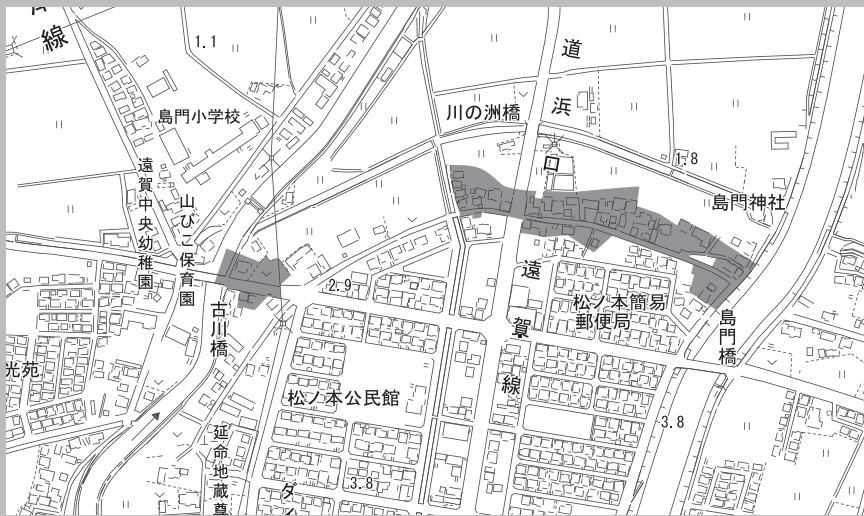 線
1.1
島門小学校
遠賀中央幼稚園
山びこ保育園
川の洲橋
道
浜
口
遠
賀
線
1.8
島門神社
2.9
古川橋
松ノ本簡易
郵便局
島門橋
光苑
松ノ本公民館
延命地蔵尊
3.8
3.8